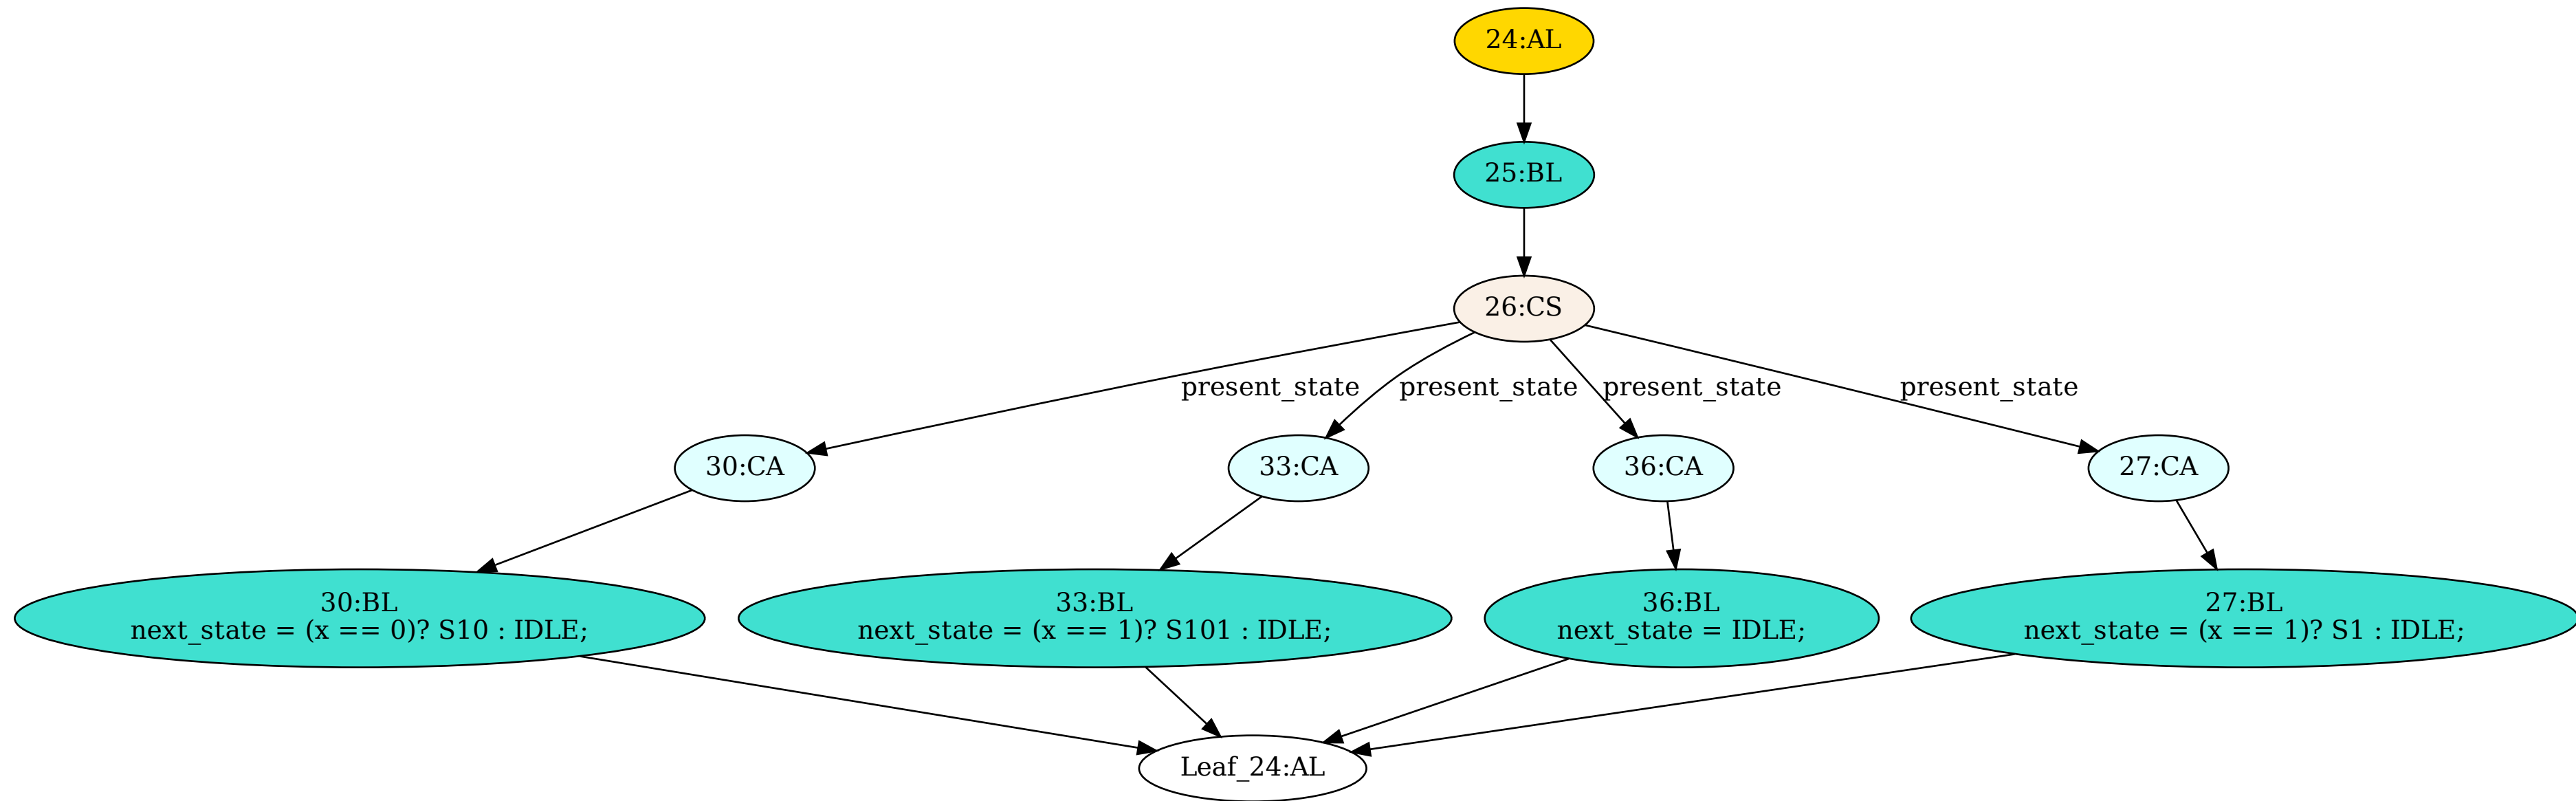 24:AL
25:BL
26:CS
present_state
present_state
present_state
present_state
30:CA
33:CA
36:CA
27:CA
30:BL
next_state = (x == 0)? S10 : IDLE;
33:BL
next_state = (x == 1)? S101 : IDLE;
36:BL
next_state = IDLE;
27:BL
next_state = (x == 1)? S1 : IDLE;
Leaf_24:AL